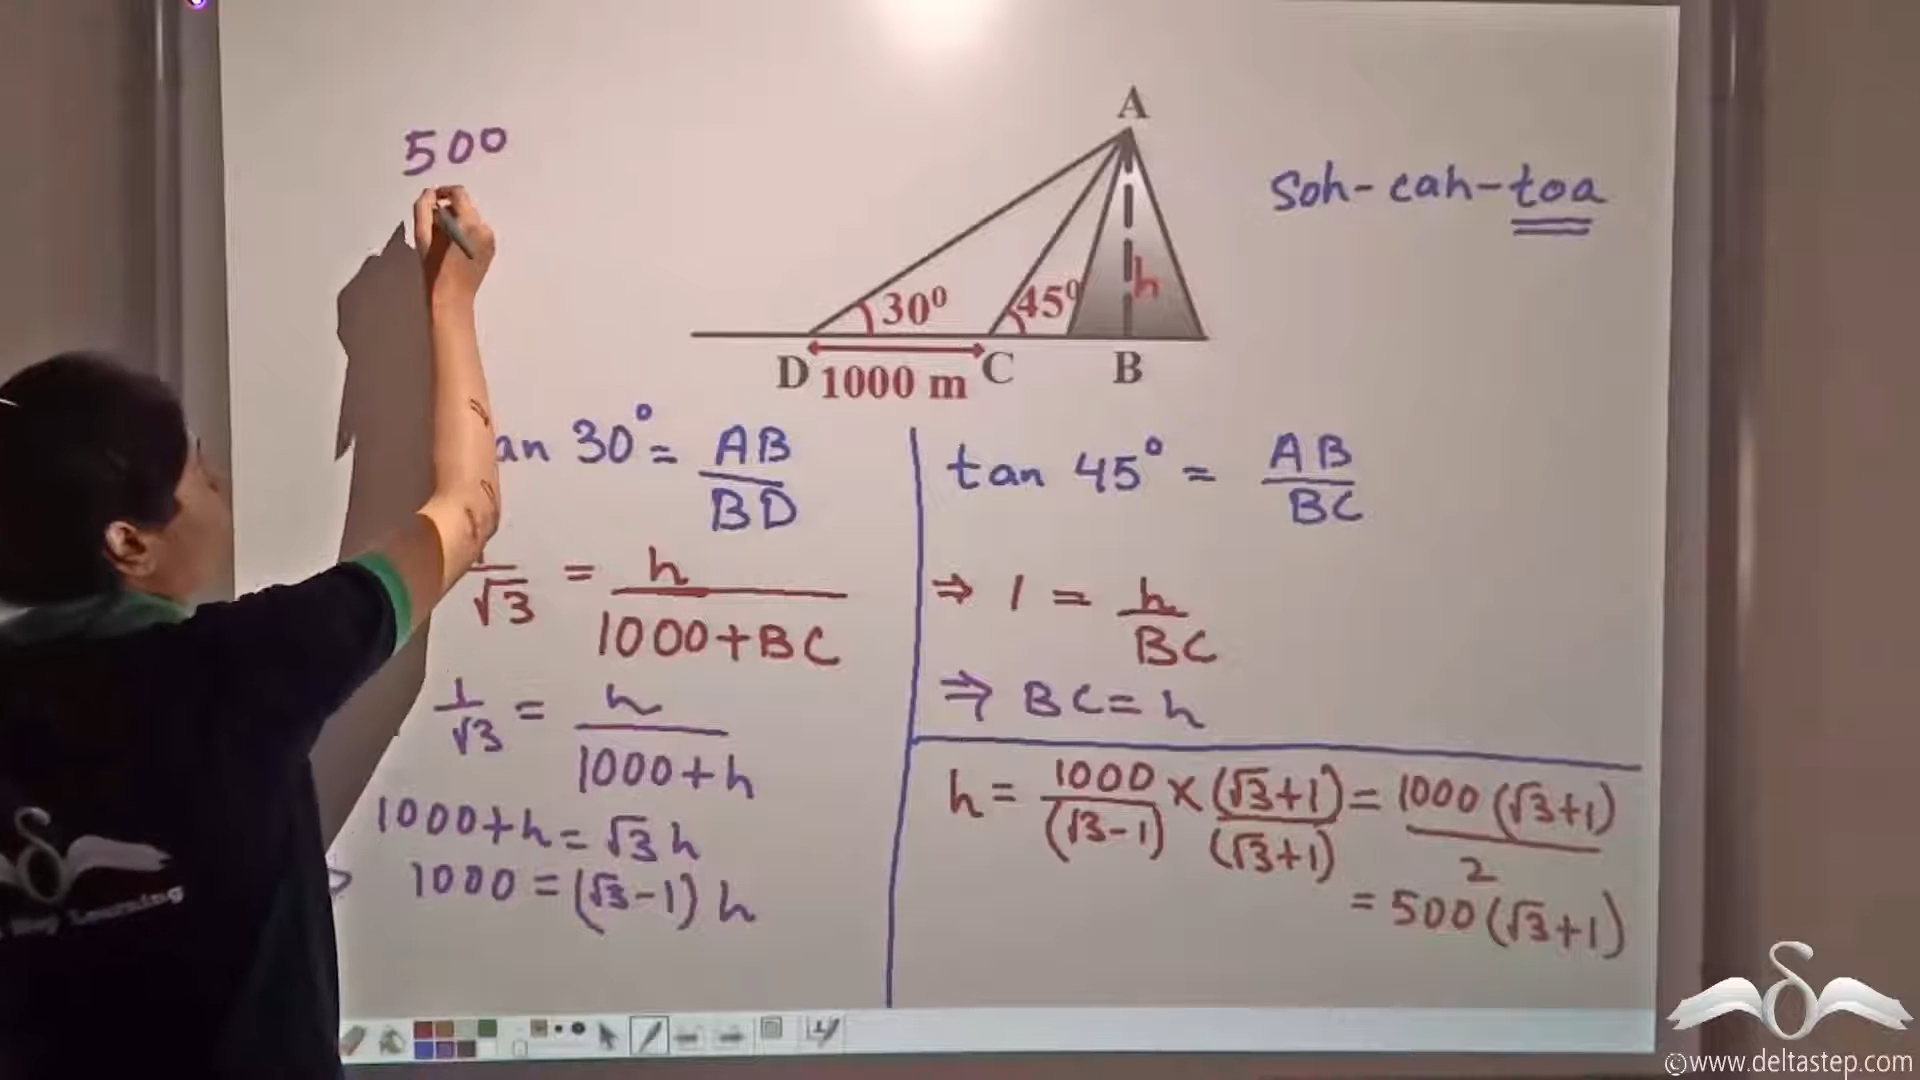 500
A
soh-cah-toa
h
30⁰
45⁰
D
C
B
1000 m
an 30° = AB/BD
√3 = h/(1000+BC)
1/√3 = h/(1000+h)
1000+h = √3 h
1000 = (√3-1) h
tan 45° = AB/BC
⇒ 1 = h/BC
⇒ BC = h
h = 1000/(√3-1) × (√3+1)/(√3+1) = 1000 (√3+1)/2
= 500 (√3+1)
Learning
©www.deltastep.com